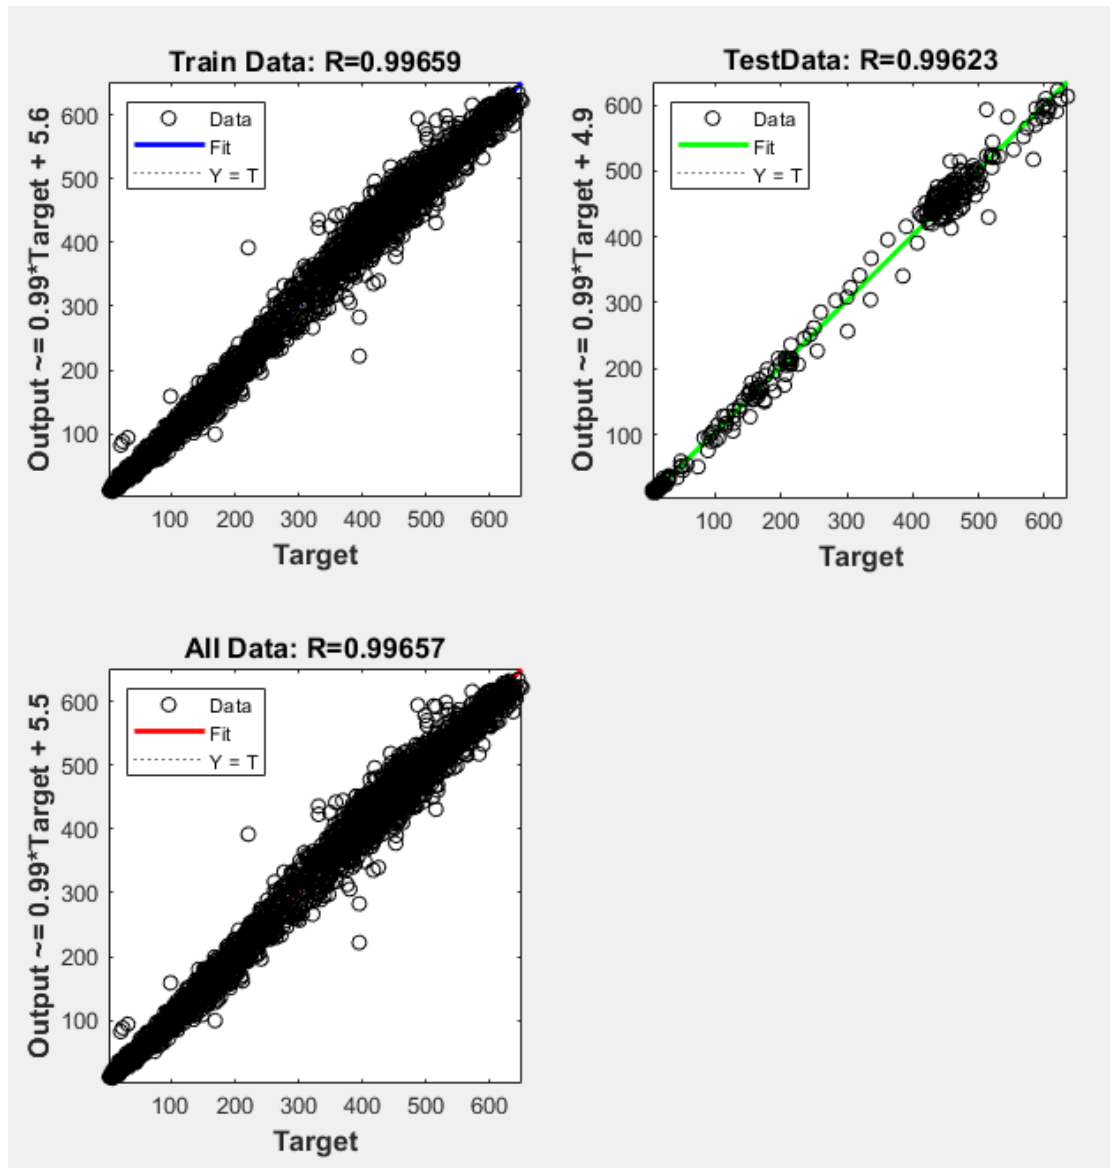 Train Data: R=0.99659
Output ~= 0.99*Target + 5.6
600
500
400
300
200
100
Data
Fit
Y = T
100 200 300 400 500 600
Target
TestData: R=0.99623
Output ~= 0.99*Target + 4.9
600
500
400
300
200
100
Data
Fit
Y = T
100 200 300 400 500 600
Target
All Data: R=0.99657
Output ~= 0.99*Target + 5.5
600
500
400
300
200
100
Data
Fit
Y = T
100 200 300 400 500 600
Target